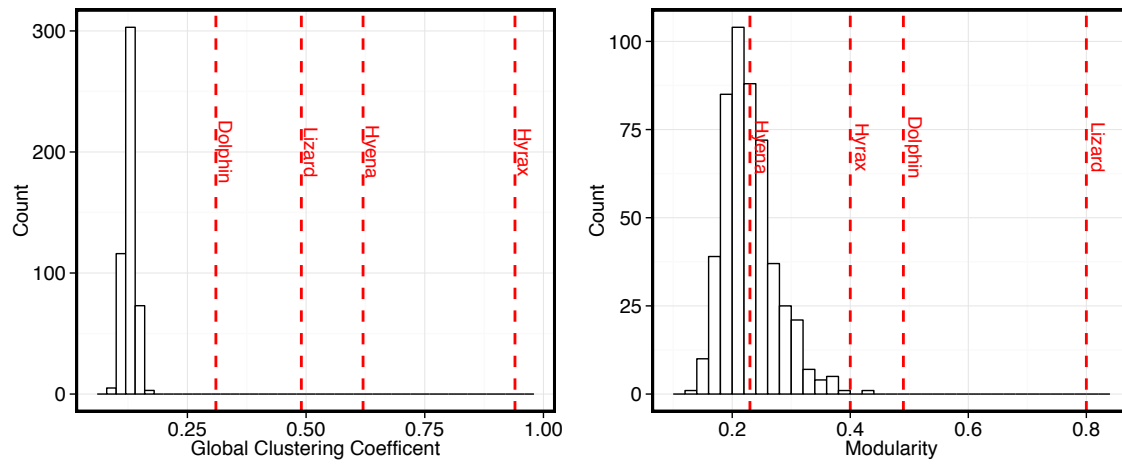 300
200
100
0
Count
Dolphin
Lizard
Hyena
Hyrax
0.25
0.50
0.75
1.00
Global Clustering Coefficent
100
75
50
25
0
Count
Hyena
Hyrax
Dolphin
Lizard
0.2
0.4
0.6
0.8
Modularity